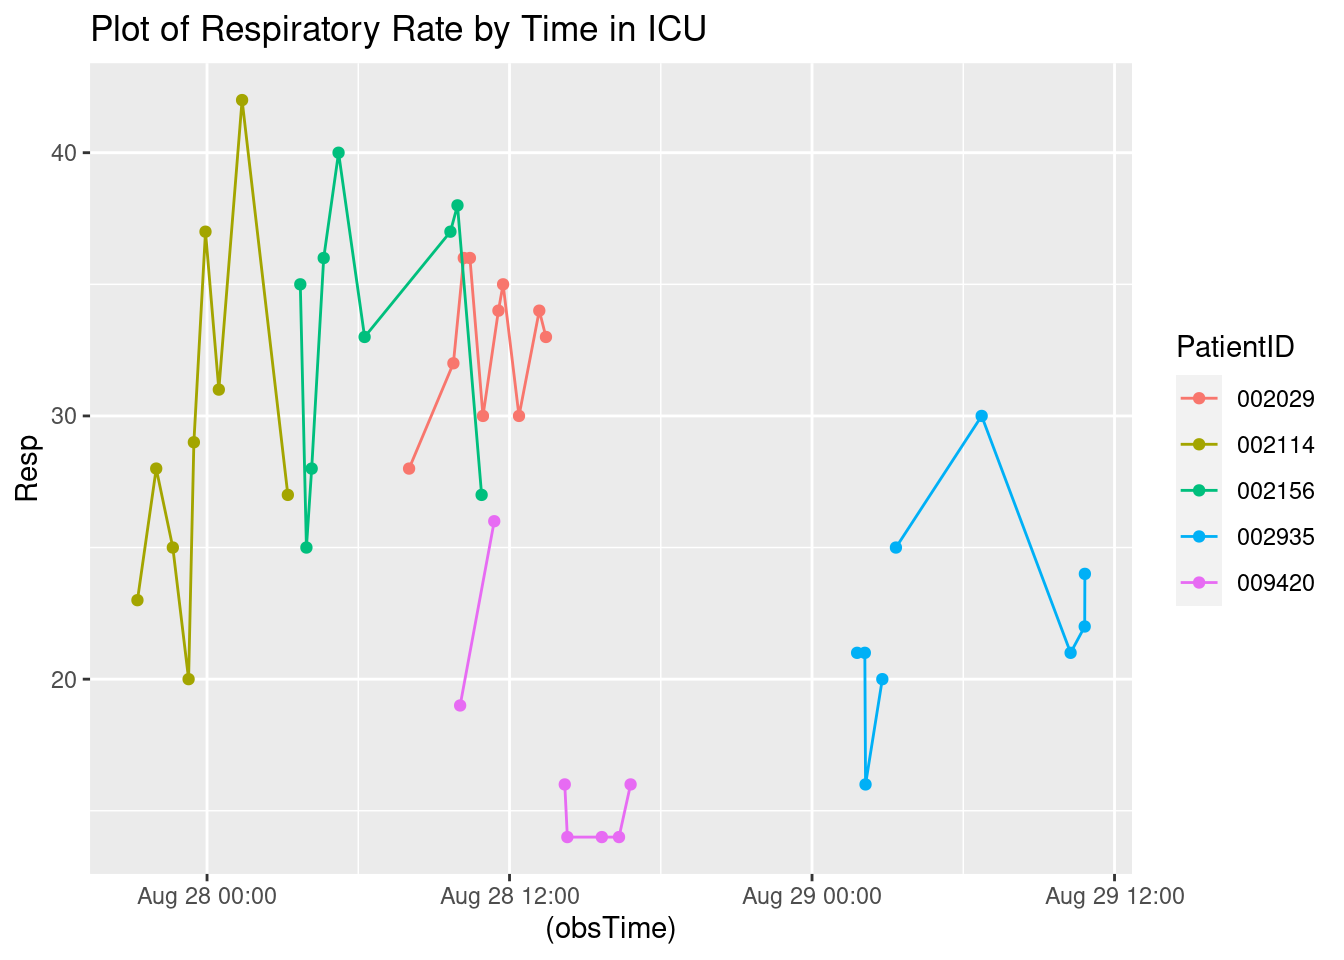 Plot of Respiratory Rate by Time in ICU
40
30
20
Resp
Aug 28 00:00
Aug 28 12:00
Aug 29 00:00
Aug 29 12:00
(obsTime)
PatientID
002029
002114
002156
002935
009420